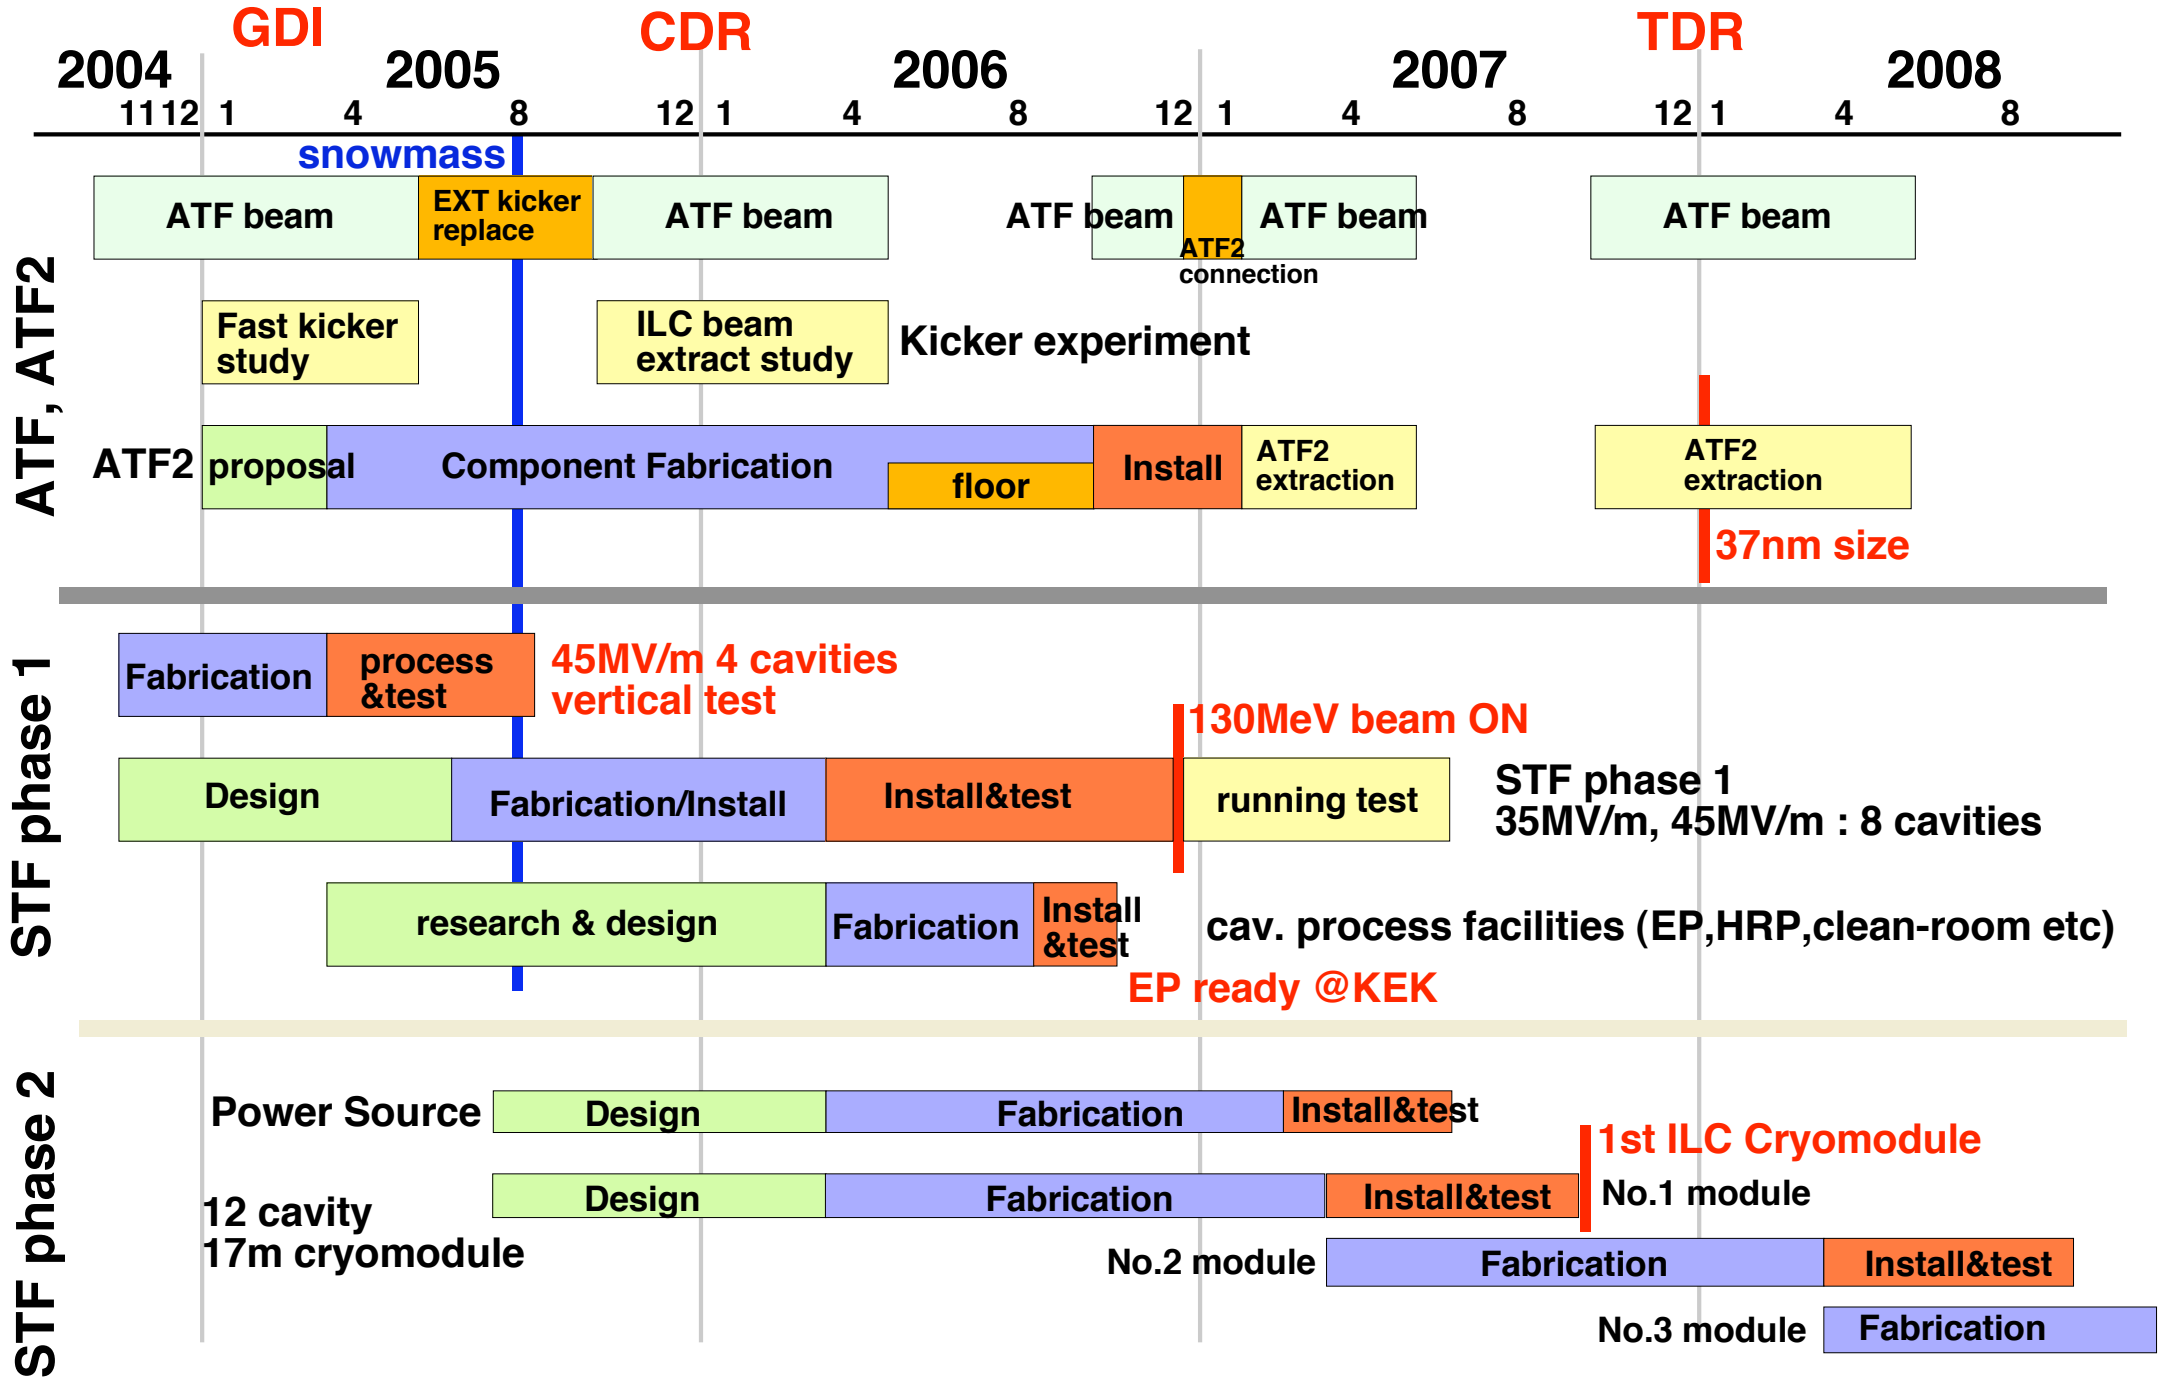 GDI CDR TDR
2004 2005 2006 2007 2008
11 12 1 4 8 12 1 4 8 12 1 4 8 12 1 4 8
snowmass
ATF, ATF2
ATF beam
EXT kicker
replace
ATF beam
ATF beam
ATF2
connection
ATF beam
ATF beam
Fast kicker
study
ILC beam
extract study
Kicker experiment
ATF2
proposal
Component Fabrication
floor
Install
ATF2
extraction
ATF2
extraction
37nm size
STF phase 1
Fabrication
process
&test
45MV/m 4 cavities
vertical test
130MeV beam ON
Design
Fabrication/Install
Install&test
running test
STF phase 1
35MV/m, 45MV/m : 8 cavities
research & design
Fabrication
Install
&test
cav. process facilities (EP,HRP,clean-room etc)
EP ready @KEK
STF phase 2
Power Source
Design
Fabrication
Install&test
1st ILC Cryomodule
12 cavity
17m cryomodule
Design
Fabrication
Install&test
No.1 module
No.2 module
Fabrication
Install&test
No.3 module
Fabrication